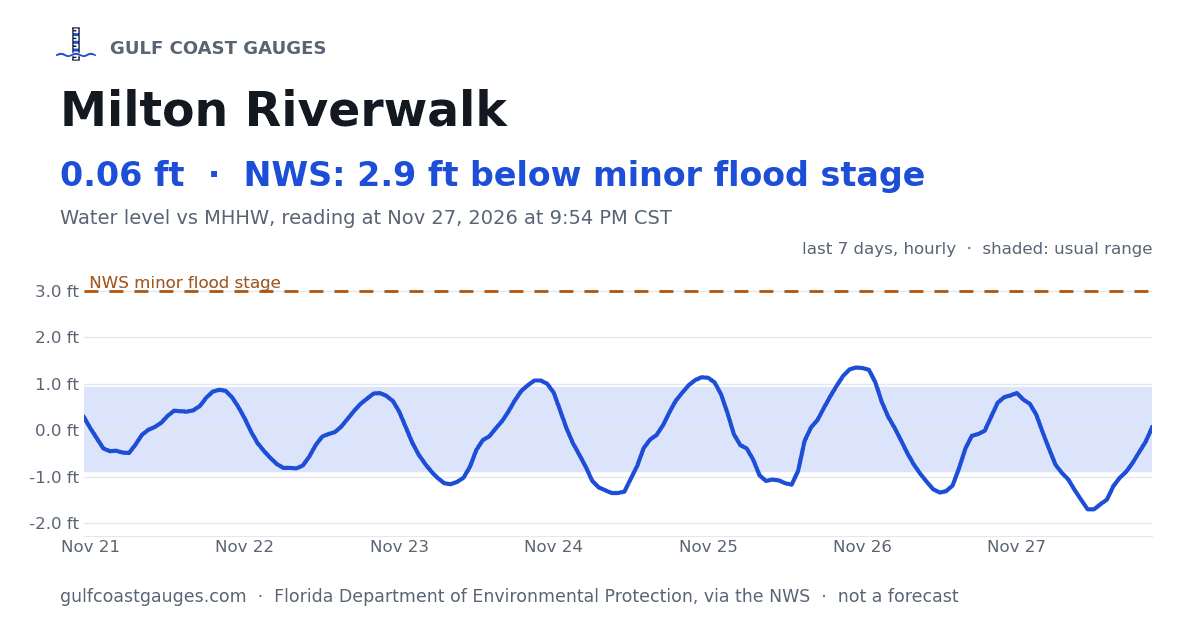 GULF COAST GAUGES
Milton Riverwalk
0.06 ft · NWS: 2.9 ft below minor flood stage
Water level vs MHHW, reading at Nov 27, 2026 at 9:54 PM CST
last 7 days, hourly · shaded: usual range
NWS minor flood stage
3.0 ft
2.0 ft
1.0 ft
0.0 ft
-1.0 ft
-2.0 ft
Nov 21 Nov 22 Nov 23 Nov 24 Nov 25 Nov 26 Nov 27
gulfcoastgauges.com · Florida Department of Environmental Protection, via the NWS · not a forecast